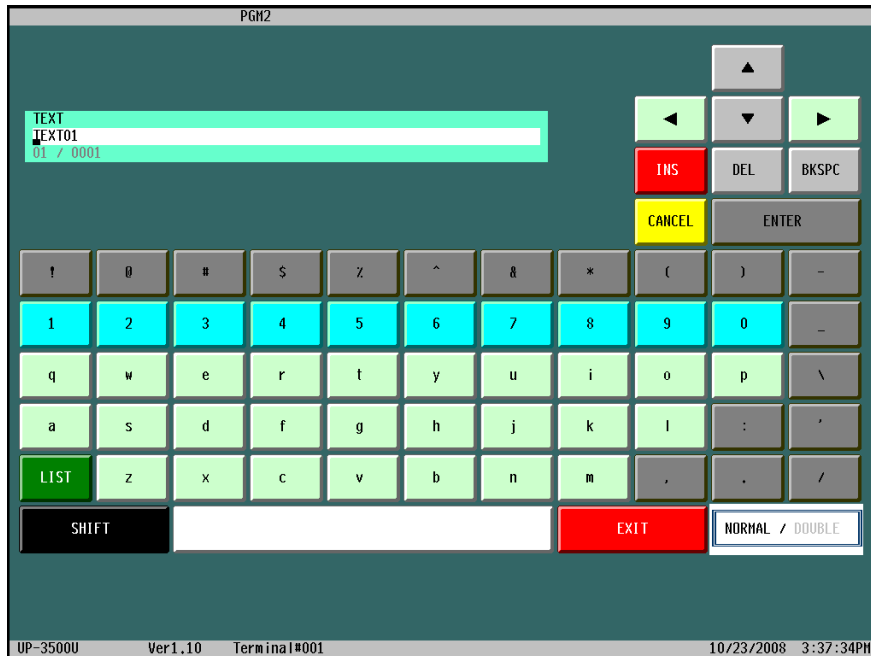 PGM2
▲
TEXT
TEXT01
01 / 0001
◀ ▼ ▶
INS DEL BKSPC
CANCEL ENTER
! @ # $ % ^ & * ( ) -
1 2 3 4 5 6 7 8 9 0 _
q w e r t y u i o p \
a s d f g h j k l : '
LIST z x c v b n m , . /
SHIFT EXIT NORMAL / DOUBLE
UP-3500U Ver1.10 Terminal#001 10/23/2008 3:37:34PM